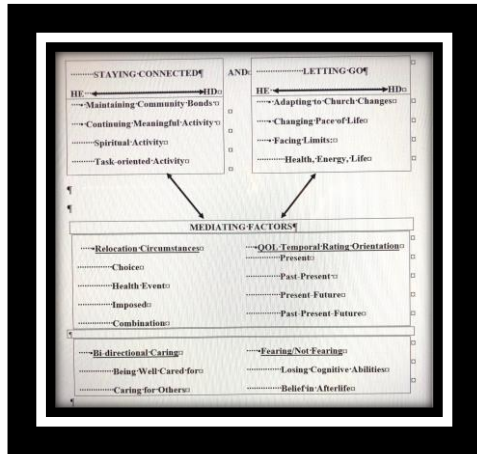 STAYING CONNECTED AND: LETTING GO
HE HD HE HD
Maintaining Community Bonds Adapting to Church Changes
Continuing Meaningful Activity Changing Pace of Life
Spiritual Activity Facing Limits:
Task-oriented Activity Health, Energy, Life
MEDIATING FACTORS
Relocation Circumstances QOL Temporal Rating Orientation
Choice Present
Health Event Past-Present
Imposed Present-Future
Combination Past-Present-Future
Bi-directional Caring Fearing/Not Fearing
Being Well Cared for Losing Cognitive Abilities
Caring for Others Belief in Afterlife